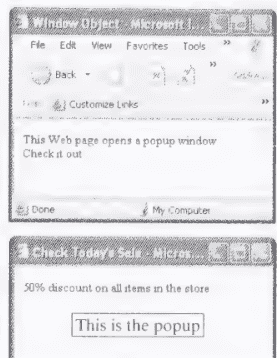 Window Object - Microsoft I...
File Edit View Favorites Tools »
Back »
Customize Links »
This Web page opens a popup window
Check it out
Done My Computer
Check Today's Sale - Micros...
50% discount on all items in the store
This is the popup